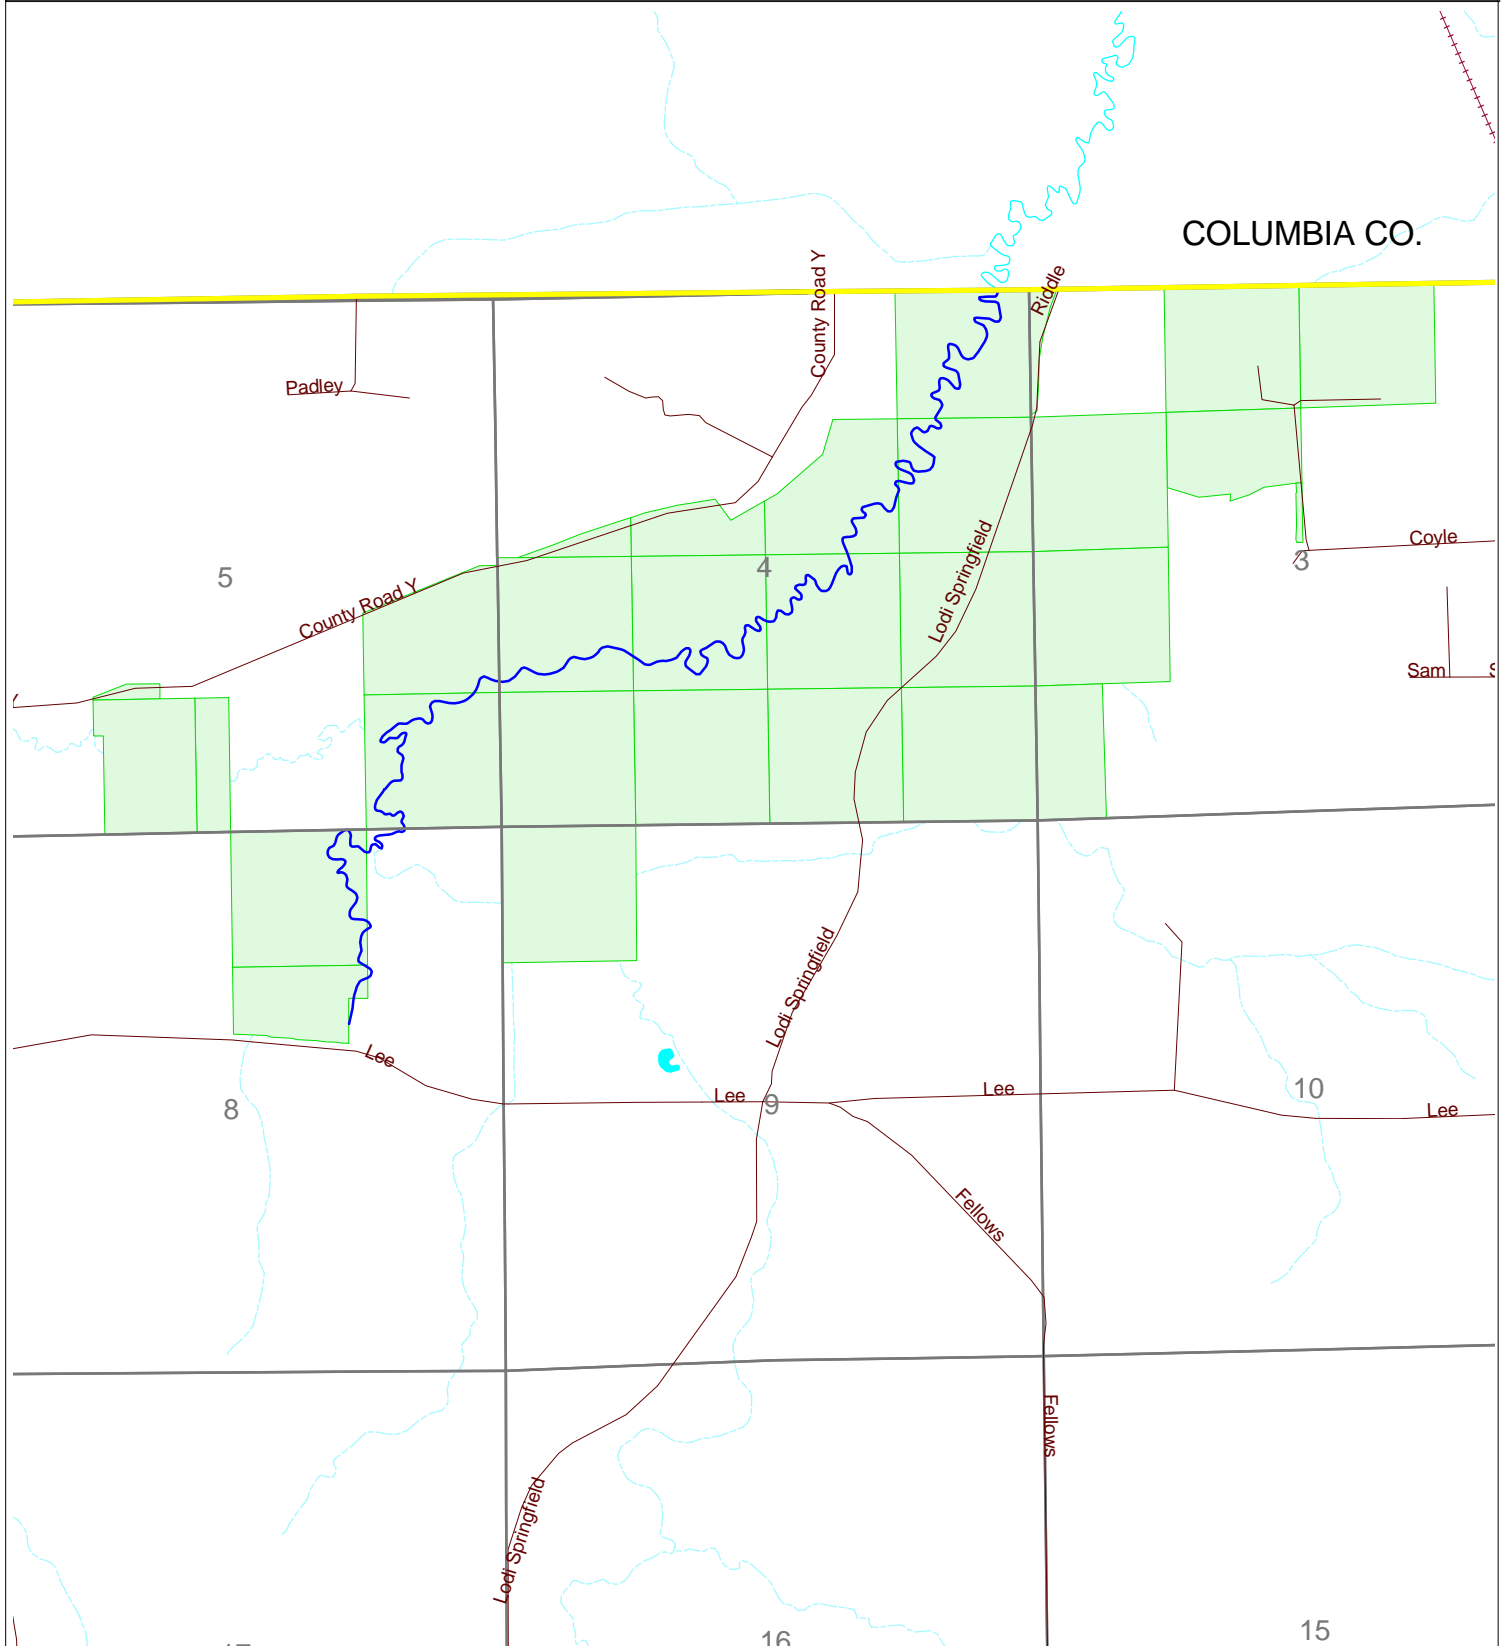 COLUMBIA CO.
County Road Y
Riddle
Padley
Lodi Springfield
Coyle
5
4
3
County Road Y
Sam
Lodi Springfield
Lee
Lee
Lee
Lee
8
9
10
Fellows
Fellows
Lodi Springfield
16
15